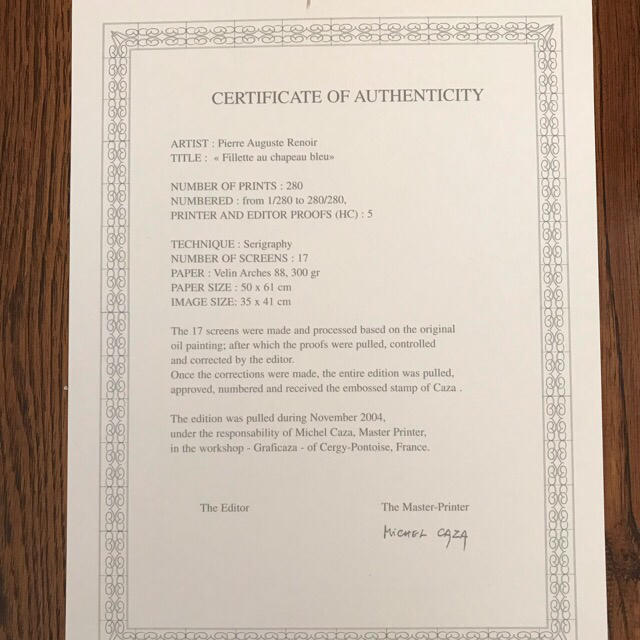 CERTIFICATE OF AUTHENTICITY
ARTIST : Pierre Auguste Renoir
TITLE : « Fillette au chapeau bleu»
NUMBER OF PRINTS : 280
NUMBERED : from 1/280 to 280/280,
PRINTER AND EDITOR PROOFS (HC) : 5
TECHNIQUE : Serigraphy
NUMBER OF SCREENS : 17
PAPER : Velin Arches 88, 300 gr
PAPER SIZE : 50 x 61 cm
IMAGE SIZE: 35 x 41 cm
The 17 screens were made and processed based on the original
oil painting; after which the proofs were pulled, controlled
and corrected by the editor.
Once the corrections were made, the entire edition was pulled,
approved, numbered and received the embossed stamp of Caza .
The edition was pulled during November 2004,
under the responsability of Michel Caza, Master Printer,
in the workshop - Graficaza - of Cergy-Pontoise, France.
The Editor The Master-Printer
MICHEL CAZA